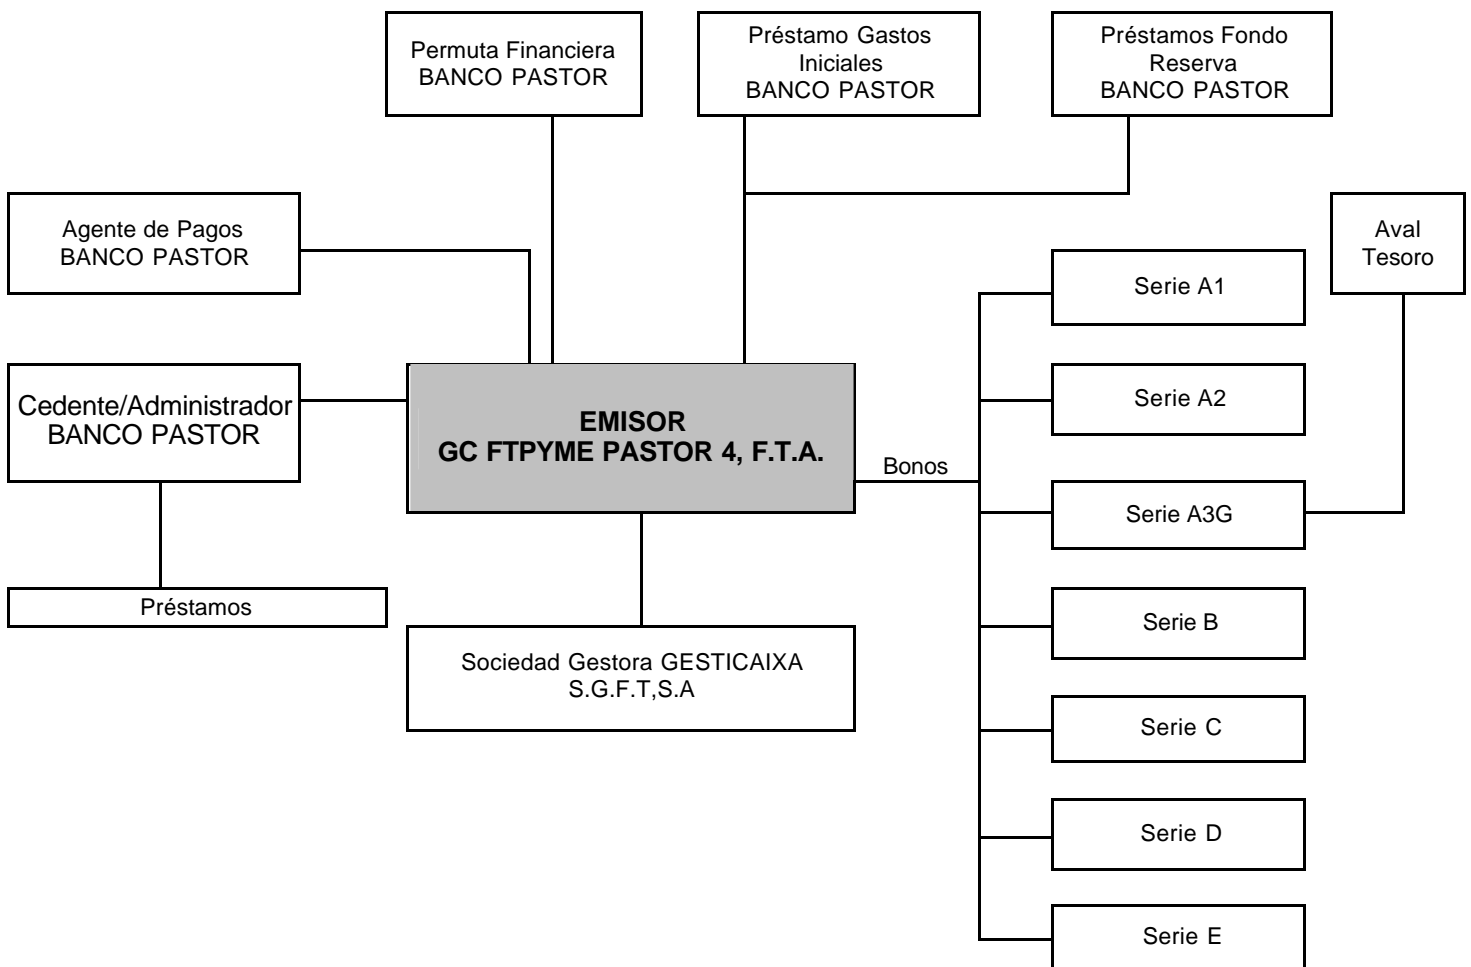 Permuta Financiera
BANCO PASTOR
Préstamo Gastos
Iniciales
BANCO PASTOR
Préstamos Fondo
Reserva
BANCO PASTOR
Agente de Pagos
BANCO PASTOR
Aval
Tesoro
Serie A1
Cedente/Administrador
BANCO PASTOR
EMISOR
GC FTPYME PASTOR 4, F.T.A.
Serie A2
Bonos
Serie A3G
Préstamos
Serie B
Sociedad Gestora GESTICAIXA
S.G.F.T,S.A
Serie C
Serie D
Serie E